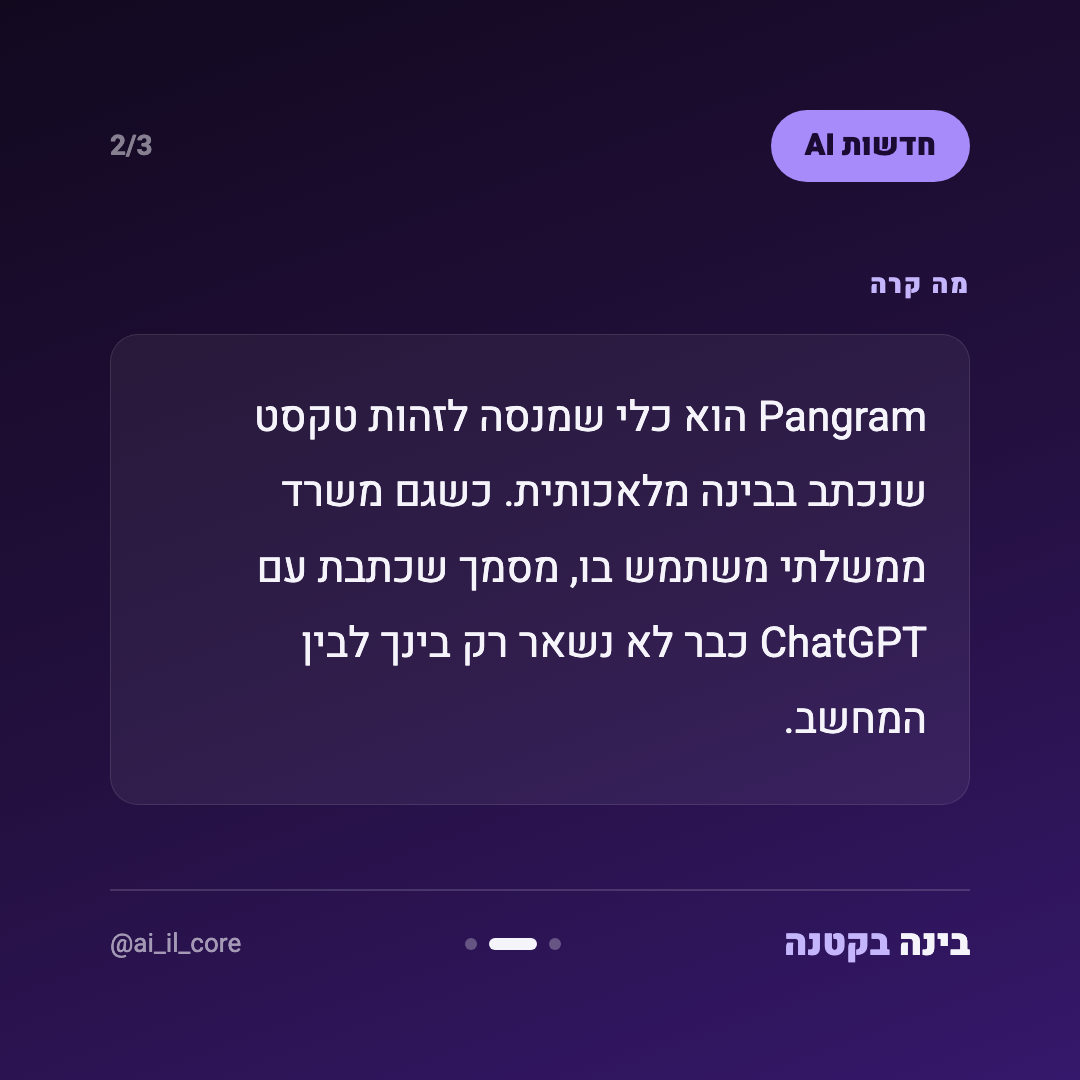 חדשות AI
2/3
מה קרה
Pangram הוא כלי שמנסה לזהות טקסט
שנכתב בבינה מלאכותית. כשגם משרד
ממשלתי משתמש בו, מסמך שכתבת עם
ChatGPT כבר לא נשאר רק בינך לבין
המחשב.
בינה בקטנה
@ai_il_core